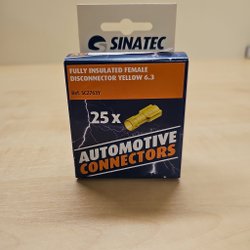 SINATEC
FULLY INSULATED FEMALE
DISCONNECTOR YELLOW 6.3
25 x
AUTOMOTIVE
CONNECTORS